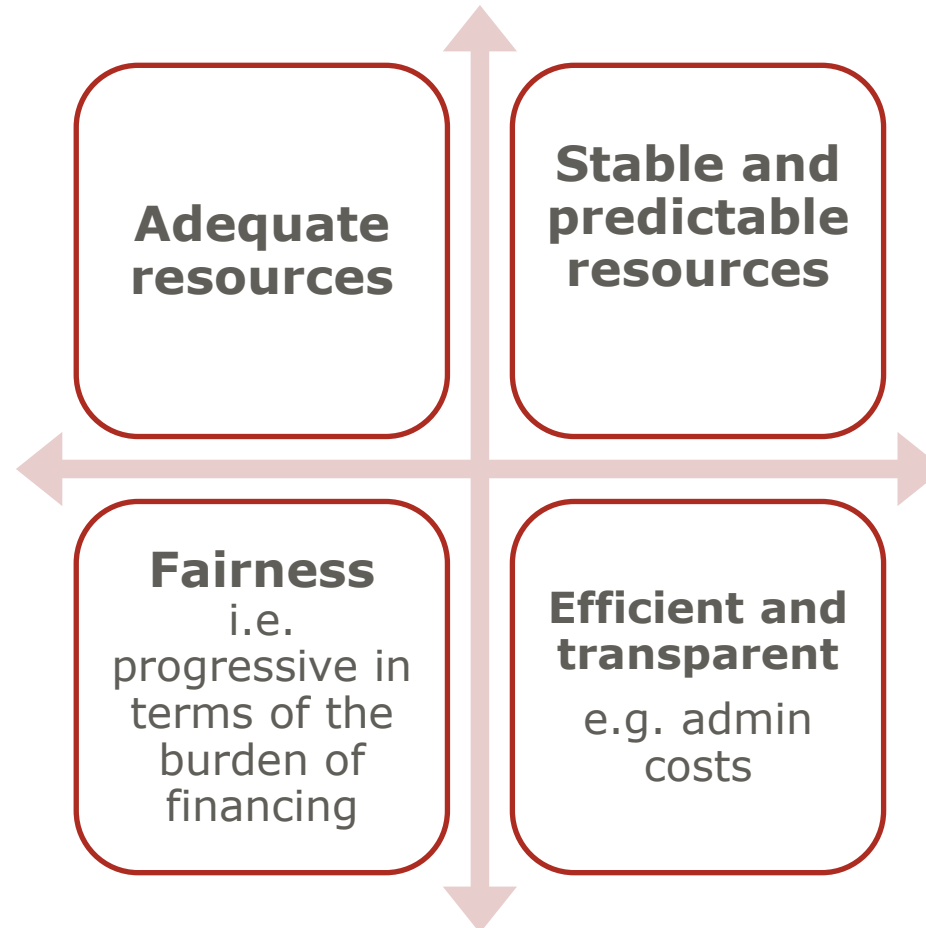 Adequate
resources
Stable and
predictable
resources
Fairness
i.e.
progressive in
terms of the
burden of
financing
Efficient and
transparent
e.g. admin
costs